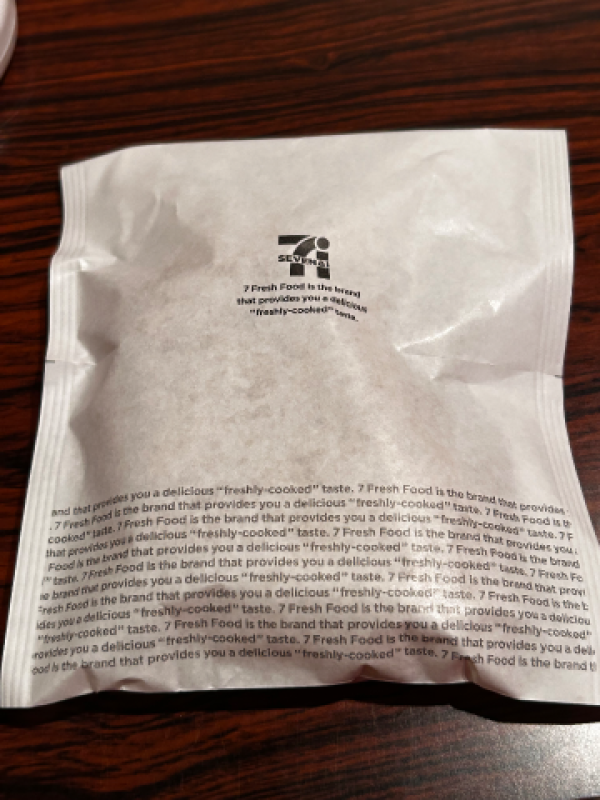 7i
SEVEN&i
7 Fresh Food is the brand
that provides you a delicious
"freshly-cooked" taste.
and that provides you a delicious "freshly-cooked" taste. 7 Fresh Food is the brand that provides
. 7 Fresh Food is the brand that provides you a delicious "freshly-cooked" taste. 7 Fresh Food is th
cooked" taste. 7 Fresh Food is the brand that provides you a delicious "freshly-cooked" taste. 7 F
that provides you a delicious "freshly-cooked" taste. 7 Fresh Food is the brand that provides you
Food is the brand that provides you a delicious "freshly-cooked" taste. 7 Fresh Food is the brand
" taste. 7 Fresh Food is the brand that provides you a delicious "freshly-cooked" taste. 7 Fresh Fo
e brand that provides you a delicious "freshly-cooked" taste. 7 Fresh Food is the brand that provi
Fresh Food is the brand that provides you a delicious "freshly-cooked" taste. 7 Fresh Food is the b
ides you a delicious "freshly-cooked" taste. 7 Fresh Food is the brand that provides you a deliciou
"freshly-cooked" taste. 7 Fresh Food is the brand that provides you a delicious "freshly-cooked"
rovides you a delicious "freshly-cooked" taste. 7 Fresh Food is the brand that provides you a deli
ood is the brand that provides you a delicious "freshly-cooked" taste. 7 Fresh Food is the brand t